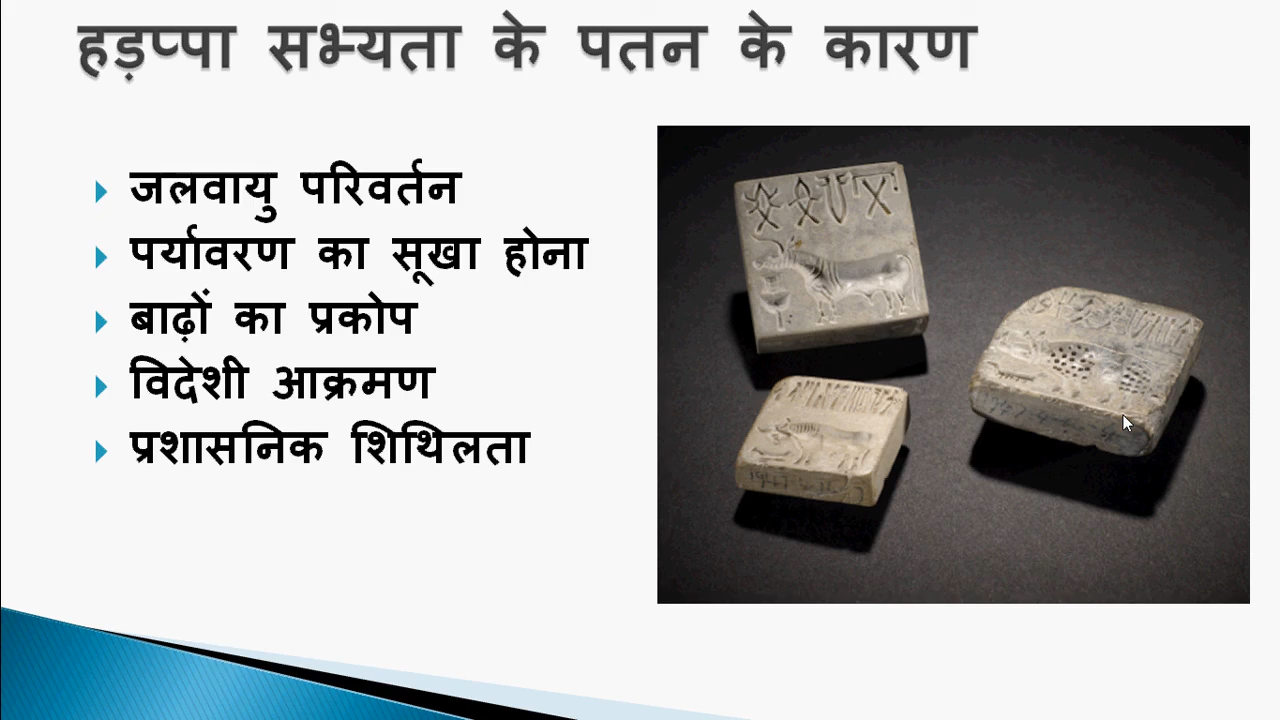 हड़प्पा सभ्यता के पतन के कारण
जलवायु परिवर्तन
पर्यावरण का सूखा होना
बाढ़ों का प्रकोप
विदेशी आक्रमण
प्रशासनिक शिथिलता